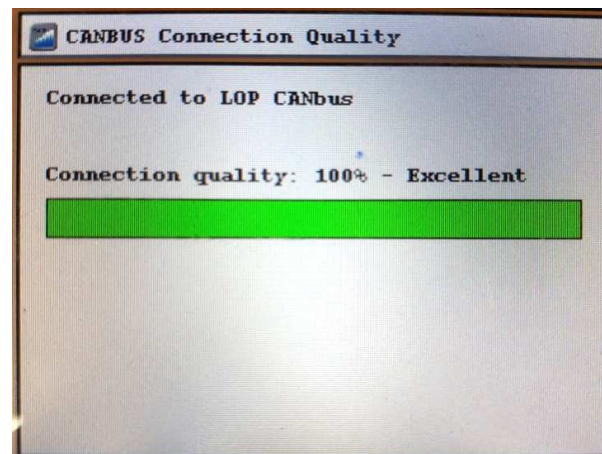 CANBUS Connection Quality
Connected to LOP CANbus
Connection quality: 100% - Excellent